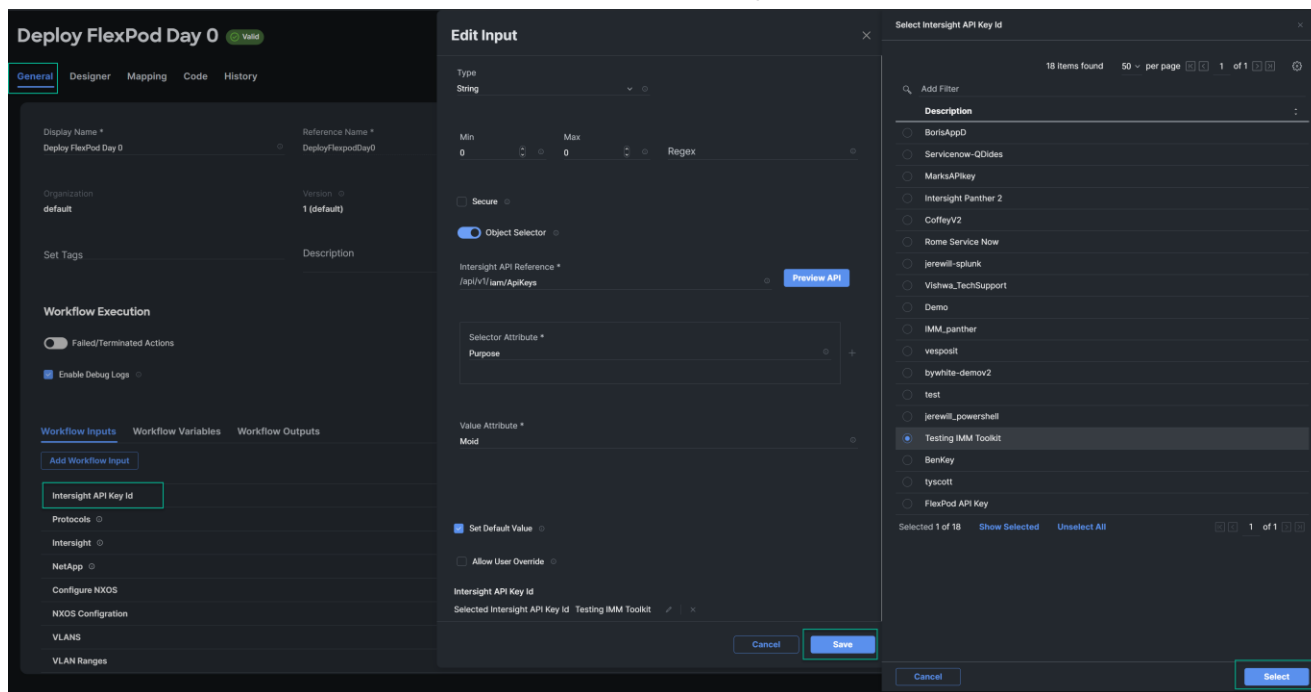 Deploy FlexPod Day 0 Valid
General Designer Mapping Code History
Display Name *
Deploy FlexPod Day 0
Reference Name *
DeployFlexpodDay0
Organization
default
Version
1 (default)
Set Tags
Description
Workflow Execution
Failed/Terminated Actions
Enable Debug Logs
Workflow Inputs Workflow Variables Workflow Outputs
Add Workflow Input
Intersight API Key Id
Protocols
Intersight
NetApp
Configure NXOS
NXOS Configration
VLANS
VLAN Ranges
Edit Input
Type
String
Min
0
Max
0
Regex
Secure
Object Selector
Intersight API Reference *
/api/v1/iam/ApiKeys
Preview API
Selector Attribute *
Purpose
Value Attribute *
Moid
Set Default Value
Allow User Override
Intersight API Key Id
Selected Intersight API Key Id Testing IMM Toolkit
Cancel Save
Select Intersight API Key Id
18 items found 50 per page 1 of 1
Add Filter
Description
BorisAppD
Servicenow-QDides
MarksAPIkey
Intersight Panther 2
CoffeyV2
Rome Service Now
jerewill-splunk
Vishwa_TechSupport
Demo
IMM_panther
vesposit
bywhite-demov2
test
jerewill_powershell
Testing IMM Toolkit
BenKey
tyscott
FlexPod API Key
Selected 1 of 18 Show Selected Unselect All 1 of 1
Cancel Select